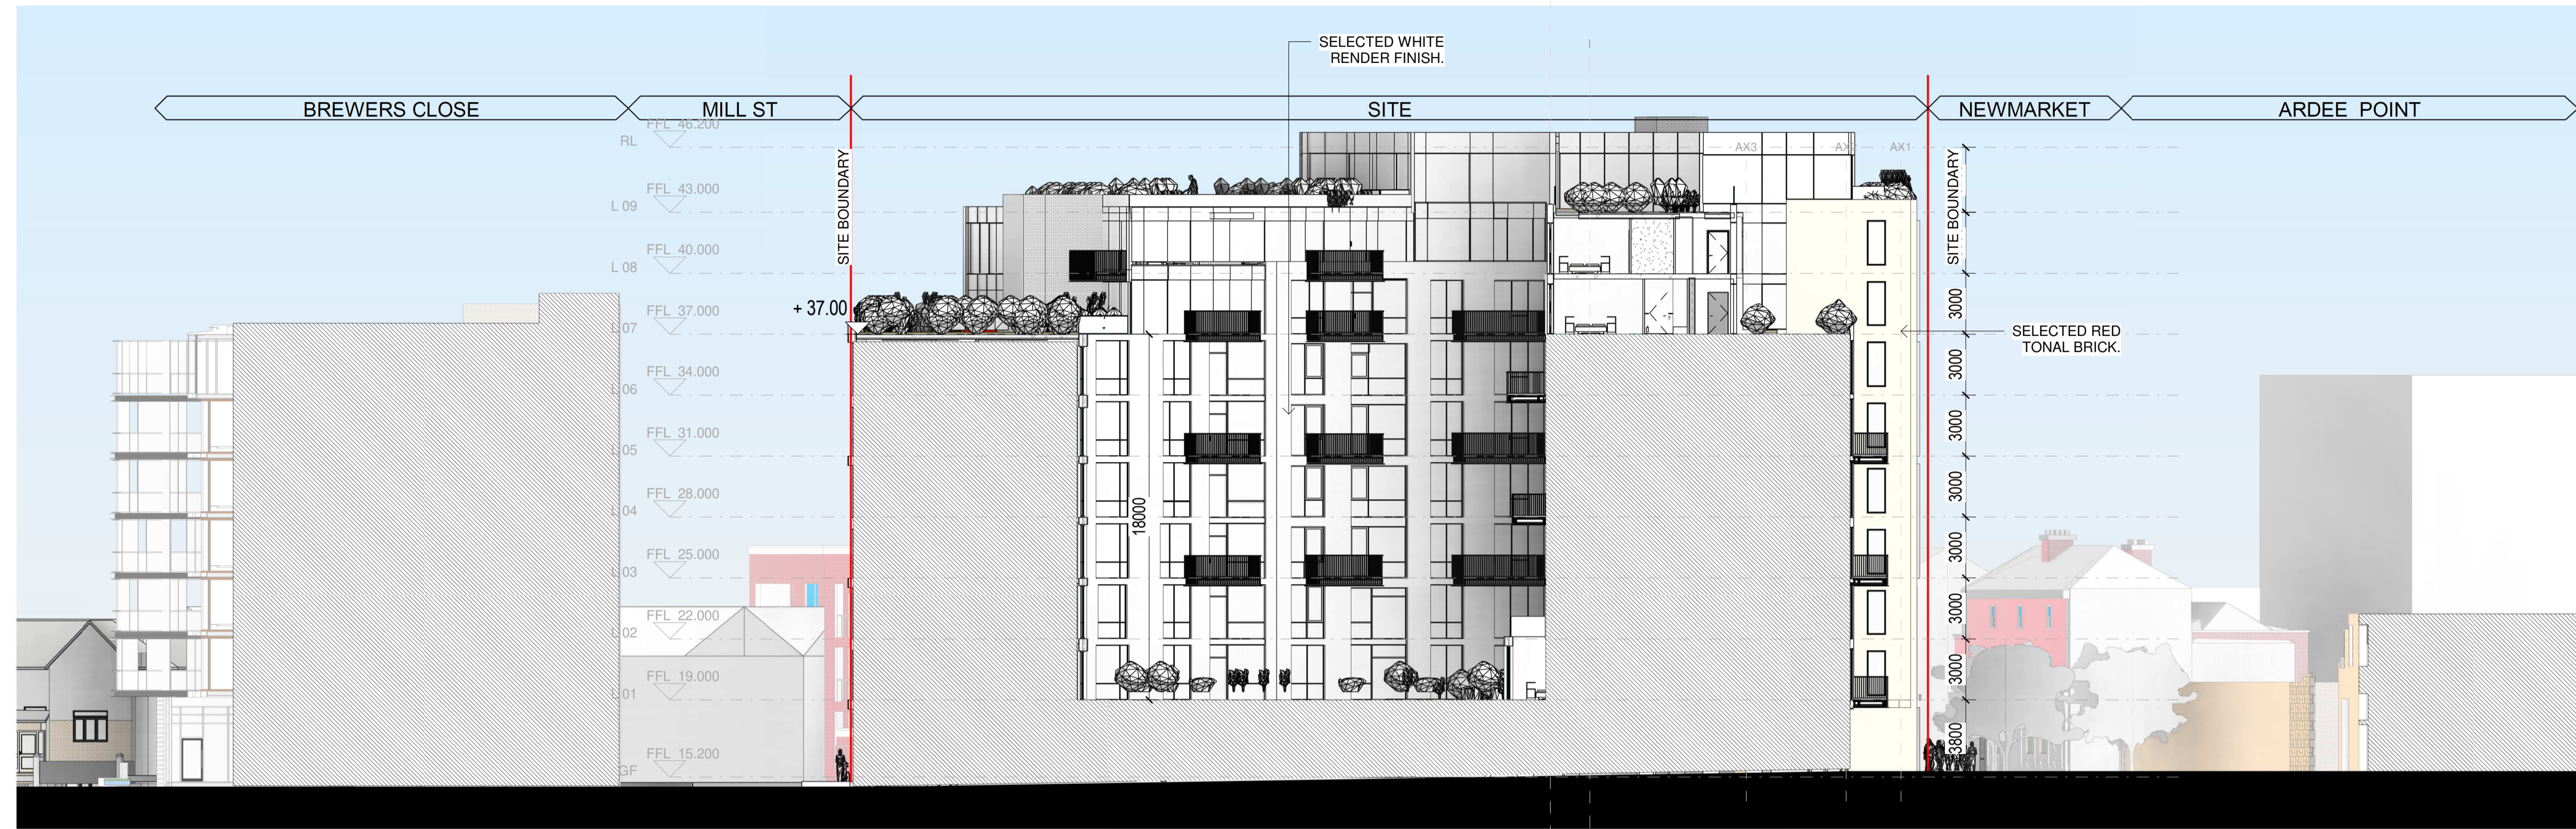 SELECTED WHITE
RENDER FINISH.
BREWERS CLOSE
MILL ST
SITE
NEWMARKET
ARDEE POINT
FFL 46.200
RL
AX3
AX2
AX1
SITE BOUNDARY
SITE BOUNDARY
FFL 43.000
L 09
FFL 40.000
L 08
+ 37.00
FFL 37.000
L 07
3000
SELECTED RED
TONAL BRICK.
FFL 34.000
L 06
3000
FFL 31.000
L 05
3000
FFL 28.000
L 04
3000
18000
FFL 25.000
L 03
3000
FFL 22.000
L 02
3000
FFL 19.000
L 01
3000
FFL 15.200
GF
3800